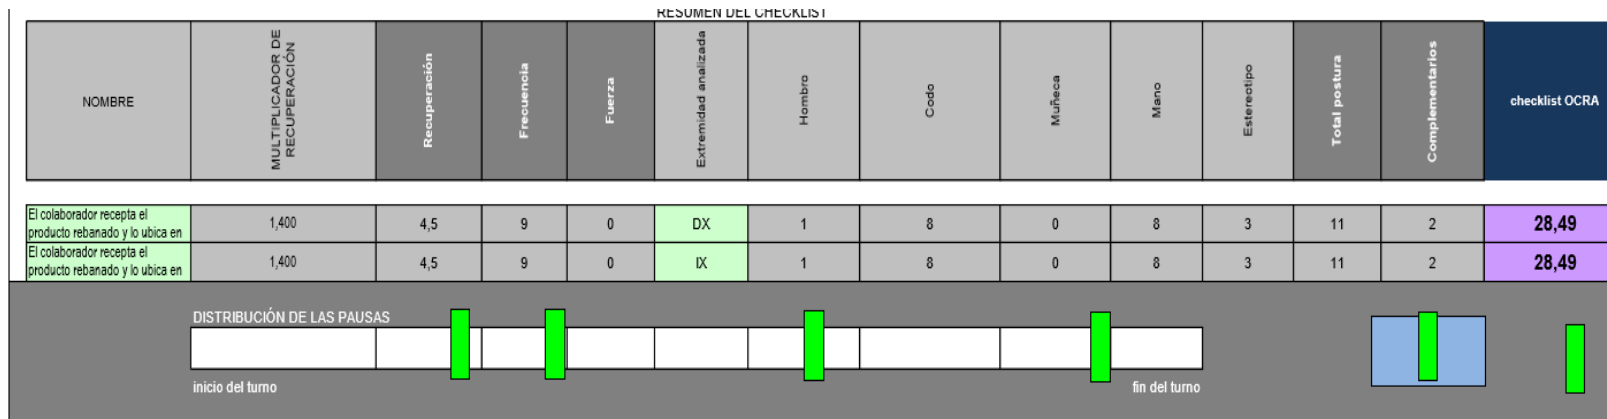 RESUMEN DEL CHECKLIST
NOMBRE
MULTIPLICADOR DE
RECUPERACIÓN
Recuperación
Frecuencia
Fuerza
Extremidad analizada
Hombro
Codo
Muñeca
Mano
Estereotipo
Total postura
Complementarios
checklist OCRA
El colaborador recepta el
producto rebanado y lo ubica en
1,400 4,5 9 0 DX 1 8 0 8 3 11 2 28,49
El colaborador recepta el
producto rebanado y lo ubica en
1,400 4,5 9 0 IX 1 8 0 8 3 11 2 28,49
DISTRIBUCIÓN DE LAS PAUSAS
inicio del turno fin del turno